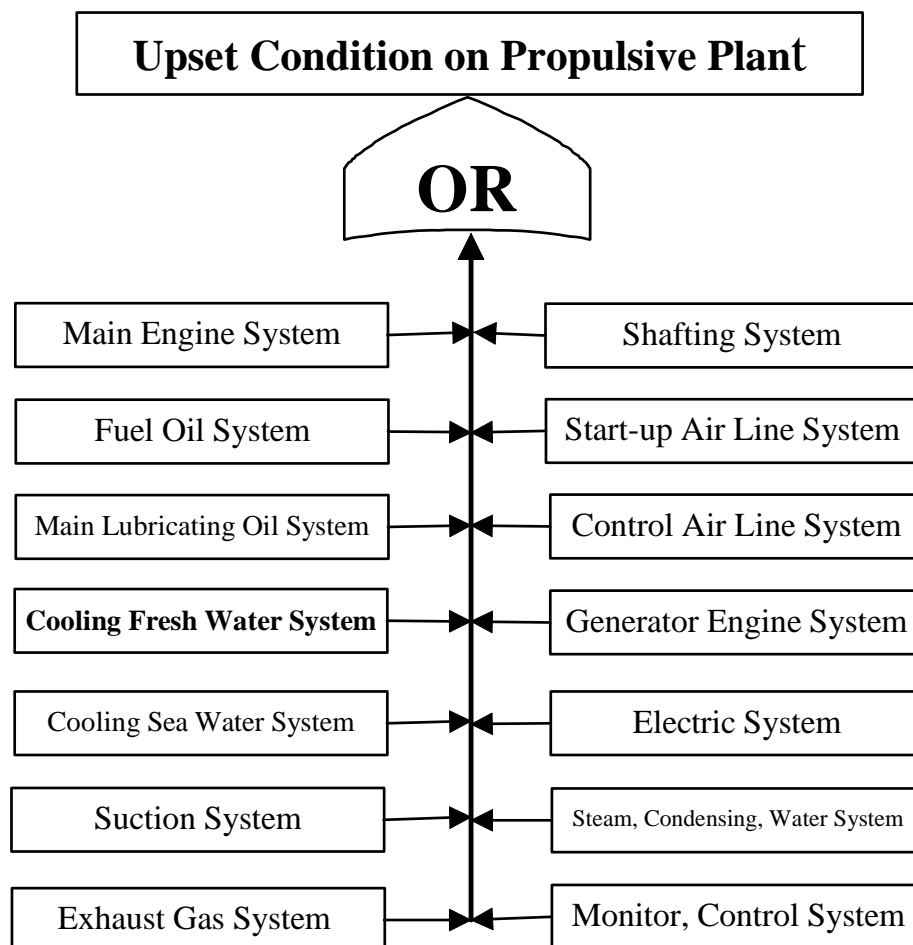 Upset Condition on Propulsive Plant
OR
Main Engine System
Shafting System
Fuel Oil System
Start-up Air Line System
Main Lubricating Oil System
Control Air Line System
Cooling Fresh Water System
Generator Engine System
Cooling Sea Water System
Electric System
Suction System
Steam, Condensing, Water System
Exhaust Gas System
Monitor, Control System